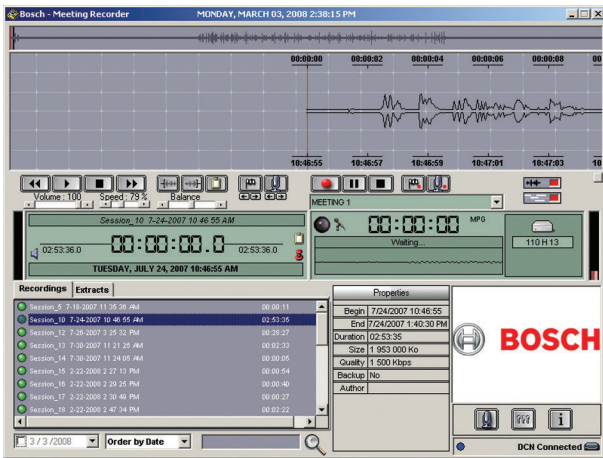 Bosch - Meeting Recorder MONDAY, MARCH 03, 2008 2:38:15 PM
00:00:00 00:00:02 00:00:04 00:00:06 00:00:08 00
10:46:55 10:46:57 10:46:59 10:47:01 10:47:03 10
Volume : 100 Speed : 79 % Balance
MEETING 1
Session_10 7-24-2007 10 46 55 AM
02:53:36.0 00:00:00.0 02:53:36.0
TUESDAY, JULY 24, 2007 10:46:55 AM
00:00:00 MPG
Waiting...
110 H 13
Recordings Extracts
Session_5 7-16-2007 11 35 36 AM 00:00:11
Session_10 7-24-2007 10 46 55 AM 02:53:35
Session_12 7-26-2007 3 25 32 PM 00:28:27
Session_13 7-30-2007 11 21 25 AM 00:02:33
Session_14 7-30-2007 11 24 05 AM 00:00:05
Session_15 2-22-2008 2 27 13 PM 00:00:54
Session_16 2-22-2008 2 29 25 PM 00:00:40
Session_17 2-22-2008 2 30 49 PM 00:00:27
Session_18 2-22-2008 2 47 34 PM 00:02:22
3 / 3 /2008 Order by Date
Properties
Begin 7/24/2007 10:46:55
End 7/24/2007 1:40:30 PM
Duration 02:53:35
Size 1 953 000 Ko
Quality 1 500 Kbps
Backup No
Author
BOSCH
???
i
DCN Connected